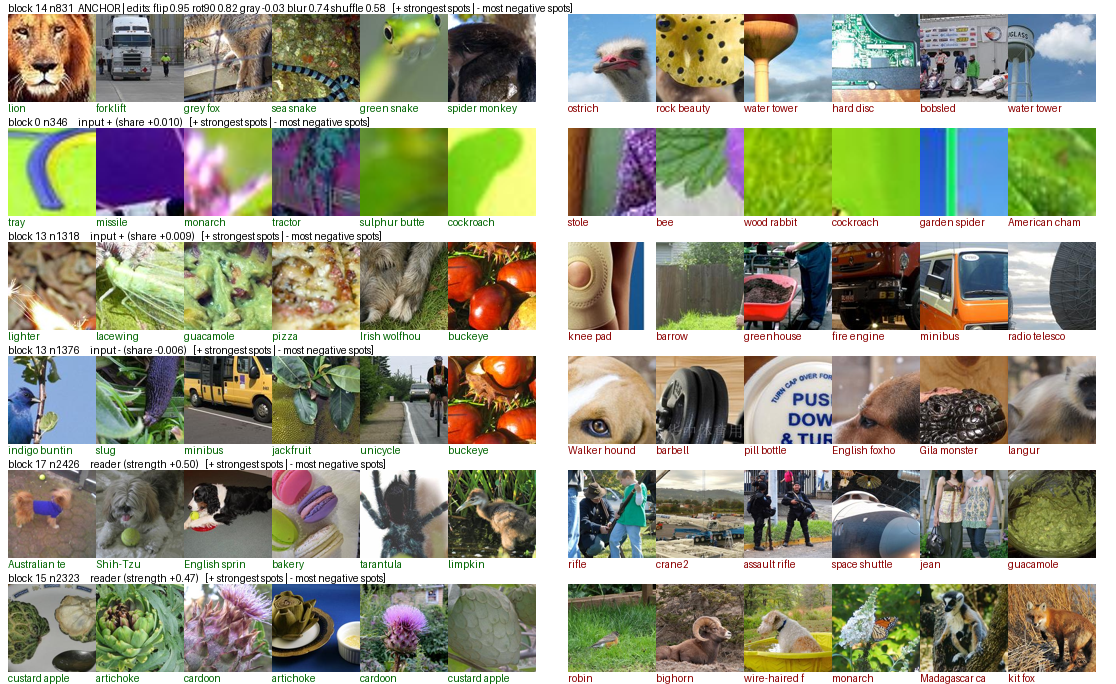 block 14 n831 ANCHOR | edits: flip 0.95 rot90 0.82 gray -0.03 blur 0.74 shuffle 0.58 [+ strongest spots | - most negative spots]
lion forklift grey fox sea snake green snake spider monkey ostrich rock beauty water tower hard disc bobsled water tower
block 0 n346 input + (share +0.010) [+ strongest spots | - most negative spots]
tray missile monarch tractor sulphur butte cockroach stole bee wood rabbit cockroach garden spider American cham
block 13 n1318 input + (share +0.009) [+ strongest spots | - most negative spots]
lighter lacewing guacamole pizza Irish wolfhou buckeye knee pad barrow greenhouse fire engine minibus radio telesco
block 13 n1376 input - (share -0.006) [+ strongest spots | - most negative spots]
TURN CAP OVER FOR
PUS
DOW
& TUR
indigo buntin slug minibus jackfruit unicycle buckeye Walker hound barbell pill bottle English foxho Gila monster langur
block 17 n2426 reader (strength +0.50) [+ strongest spots | - most negative spots]
Australian te Shih-Tzu English sprin bakery tarantula limpkin rifle crane2 assault rifle space shuttle jean guacamole
block 15 n2323 reader (strength +0.47) [+ strongest spots | - most negative spots]
custard apple artichoke cardoon artichoke cardoon custard apple robin bighorn wire-haired f monarch Madagascar ca kit fox